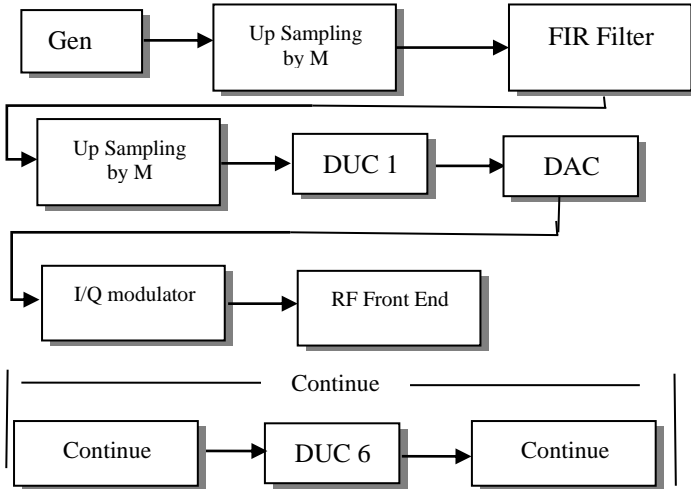 Gen
Up Sampling
by M
FIR Filter
Up Sampling
by M
DUC 1
DAC
I/Q modulator
RF Front End
Continue
Continue
DUC 6
Continue